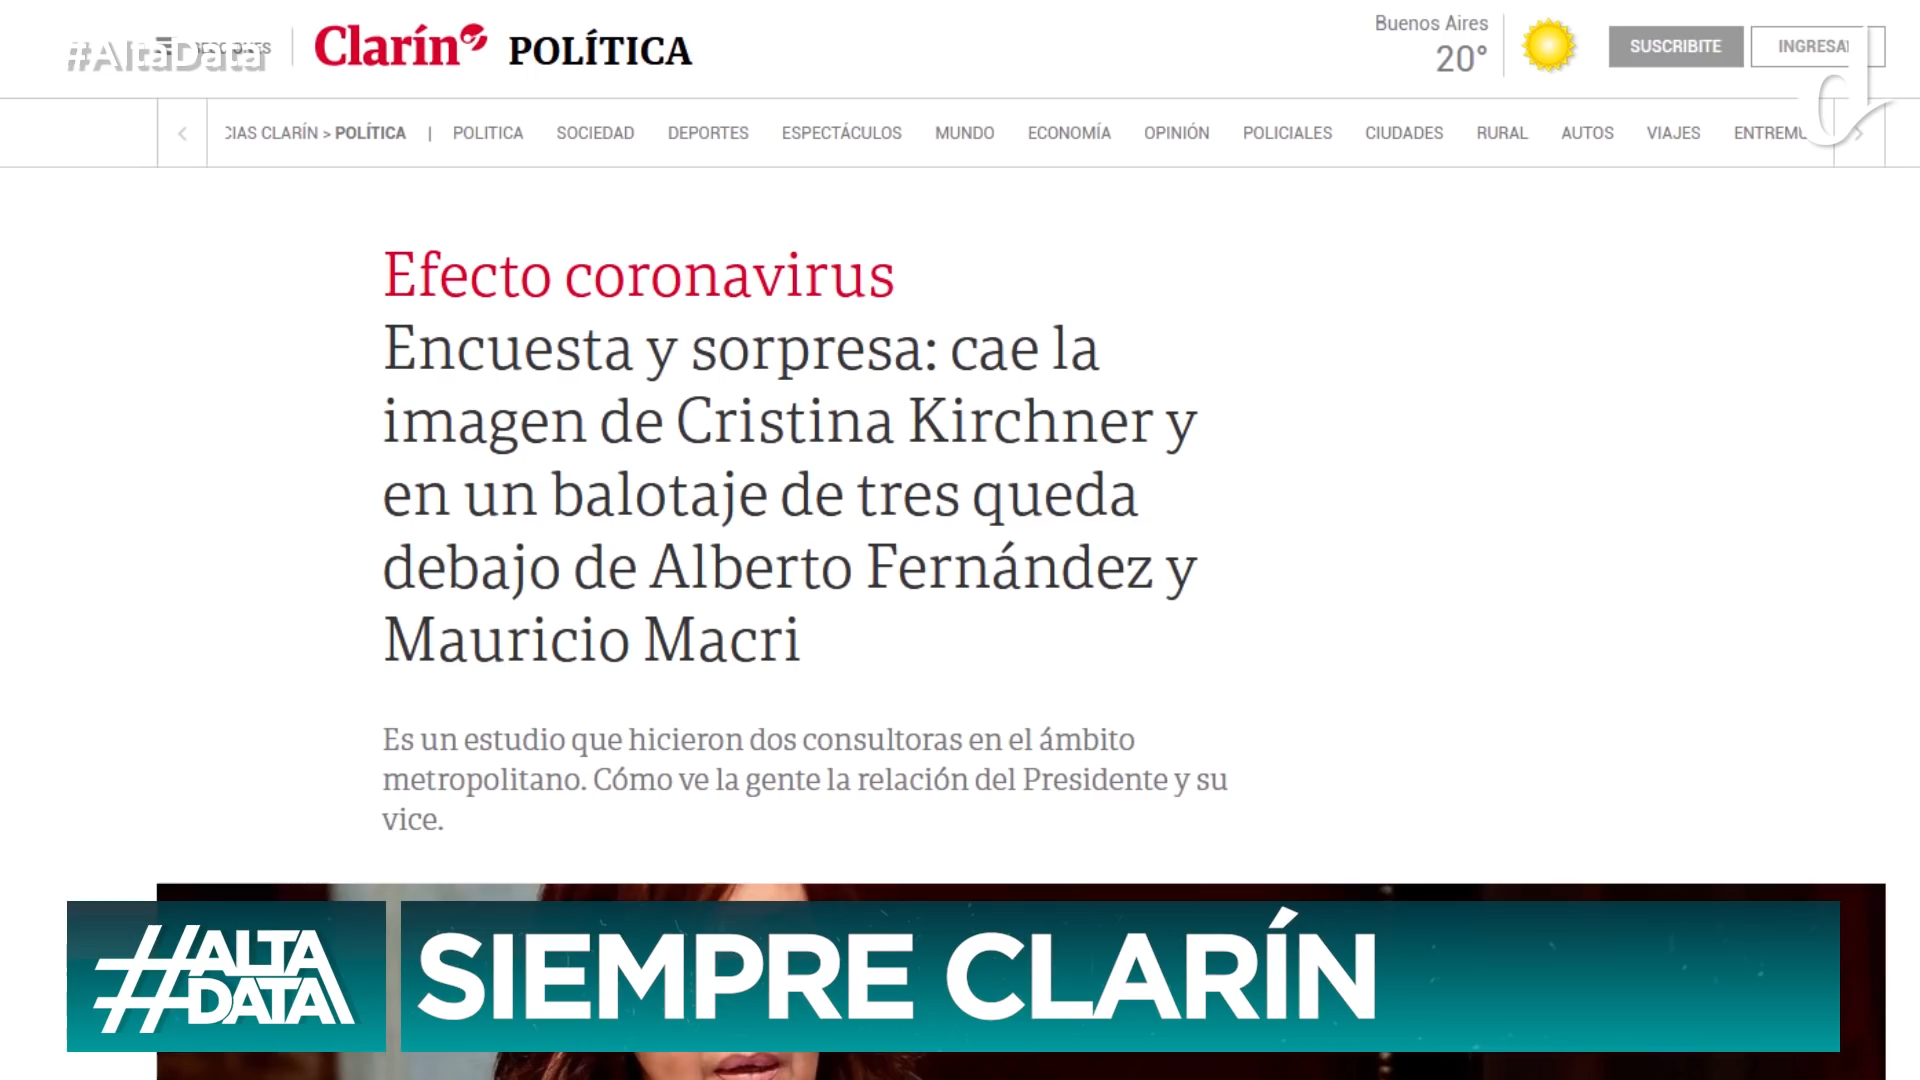 #AltaData
SECCIONES
Clarín POLÍTICA
Buenos Aires
20°
SUSCRIBITE
INGRESA
CIAS CLARÍN > POLÍTICA | POLITICA SOCIEDAD DEPORTES ESPECTÁCULOS MUNDO ECONOMÍA OPINIÓN POLICIALES CIUDADES RURAL AUTOS VIAJES ENTREMU
Efecto coronavirus
Encuesta y sorpresa: cae la
imagen de Cristina Kirchner y
en un balotaje de tres queda
debajo de Alberto Fernández y
Mauricio Macri
Es un estudio que hicieron dos consultoras en el ámbito
metropolitano. Cómo ve la gente la relación del Presidente y su
vice.
#ALTA
DATA
SIEMPRE CLARÍN